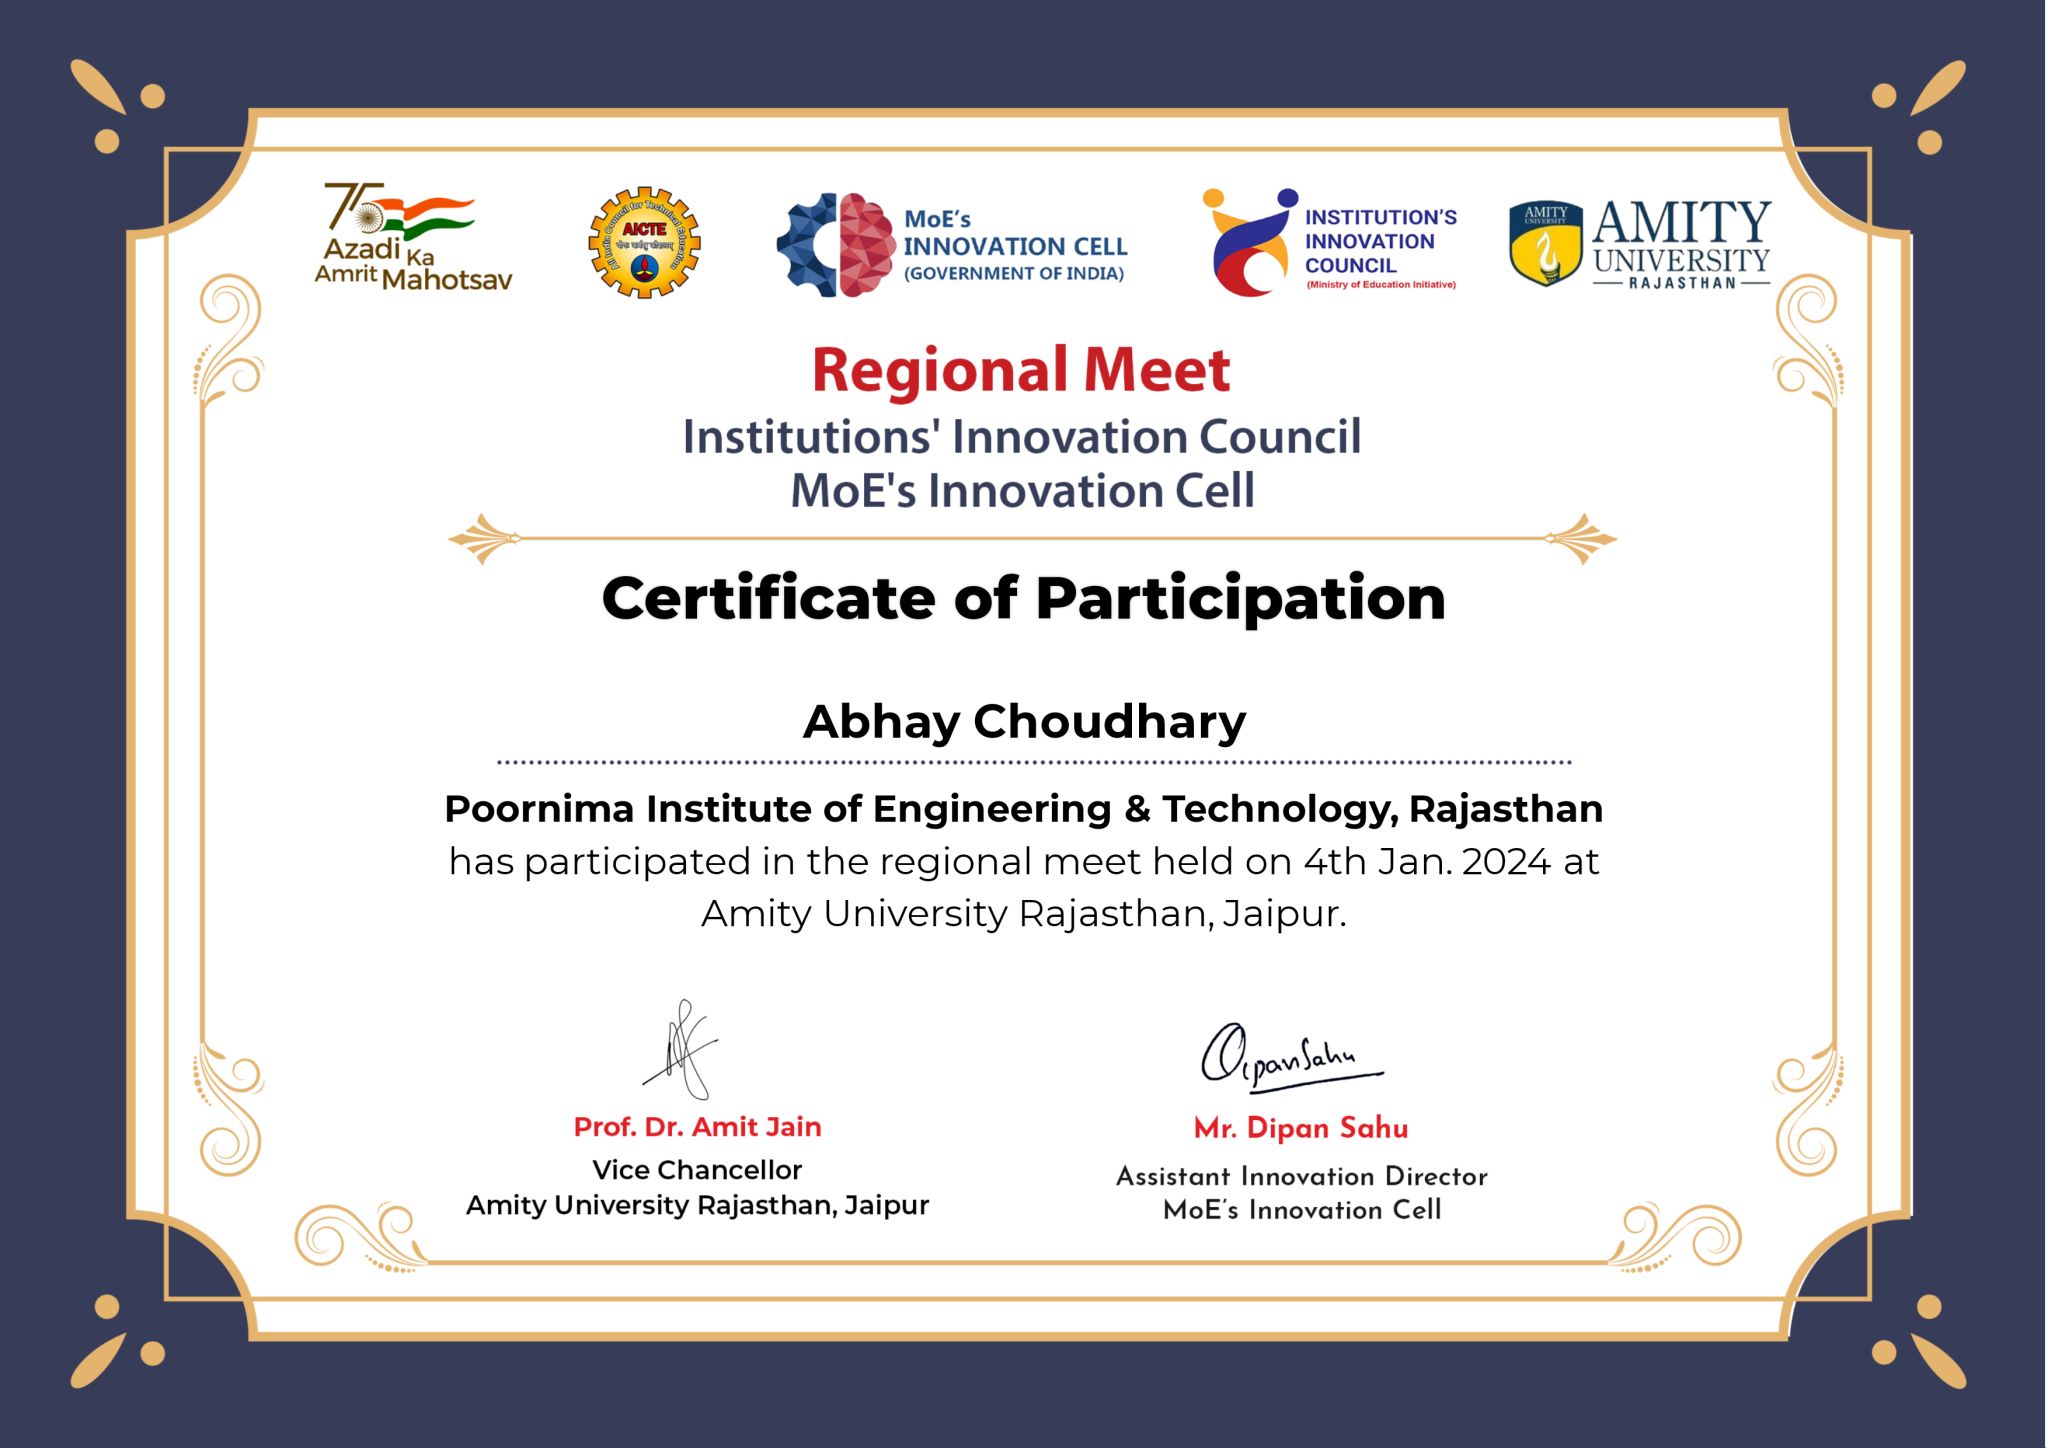 75
Azadi Ka
Amrit Mahotsav
All India Council for Technical Education
AICTE
MoE's
INNOVATION CELL
(GOVERNMENT OF INDIA)
INSTITUTION'S
INNOVATION
COUNCIL
(Ministry of Education Initiative)
AMITY
UNIVERSITY
AMITY
UNIVERSITY
RAJASTHAN
Regional Meet
Institutions' Innovation Council
MoE's Innovation Cell
Certificate of Participation
Abhay Choudhary
Poornima Institute of Engineering & Technology, Rajasthan
has participated in the regional meet held on 4th Jan. 2024 at
Amity University Rajasthan, Jaipur.
Dipan Sahu
Prof. Dr. Amit Jain
Vice Chancellor
Amity University Rajasthan, Jaipur
Mr. Dipan Sahu
Assistant Innovation Director
MoE's Innovation Cell